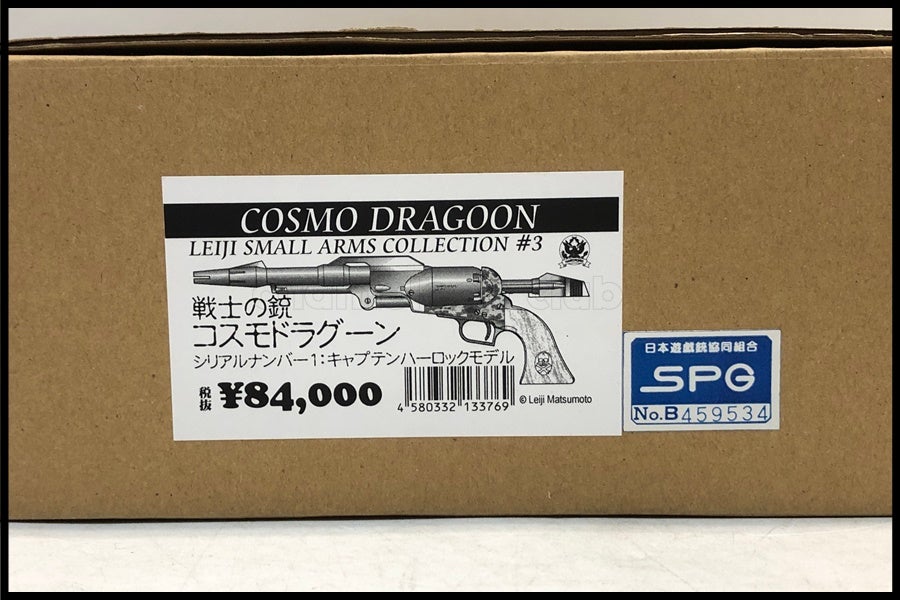 COSMO DRAGOON
LEIJI SMALL ARMS COLLECTION #3
戦士の銃
コスモドラグーン
シリアルナンバー1：キャプテンハーロックモデル
税抜 ¥84,000
4 580332 133769
© Leiji Matsumoto
日本遊戯銃協同組合
SPG
No.B459534